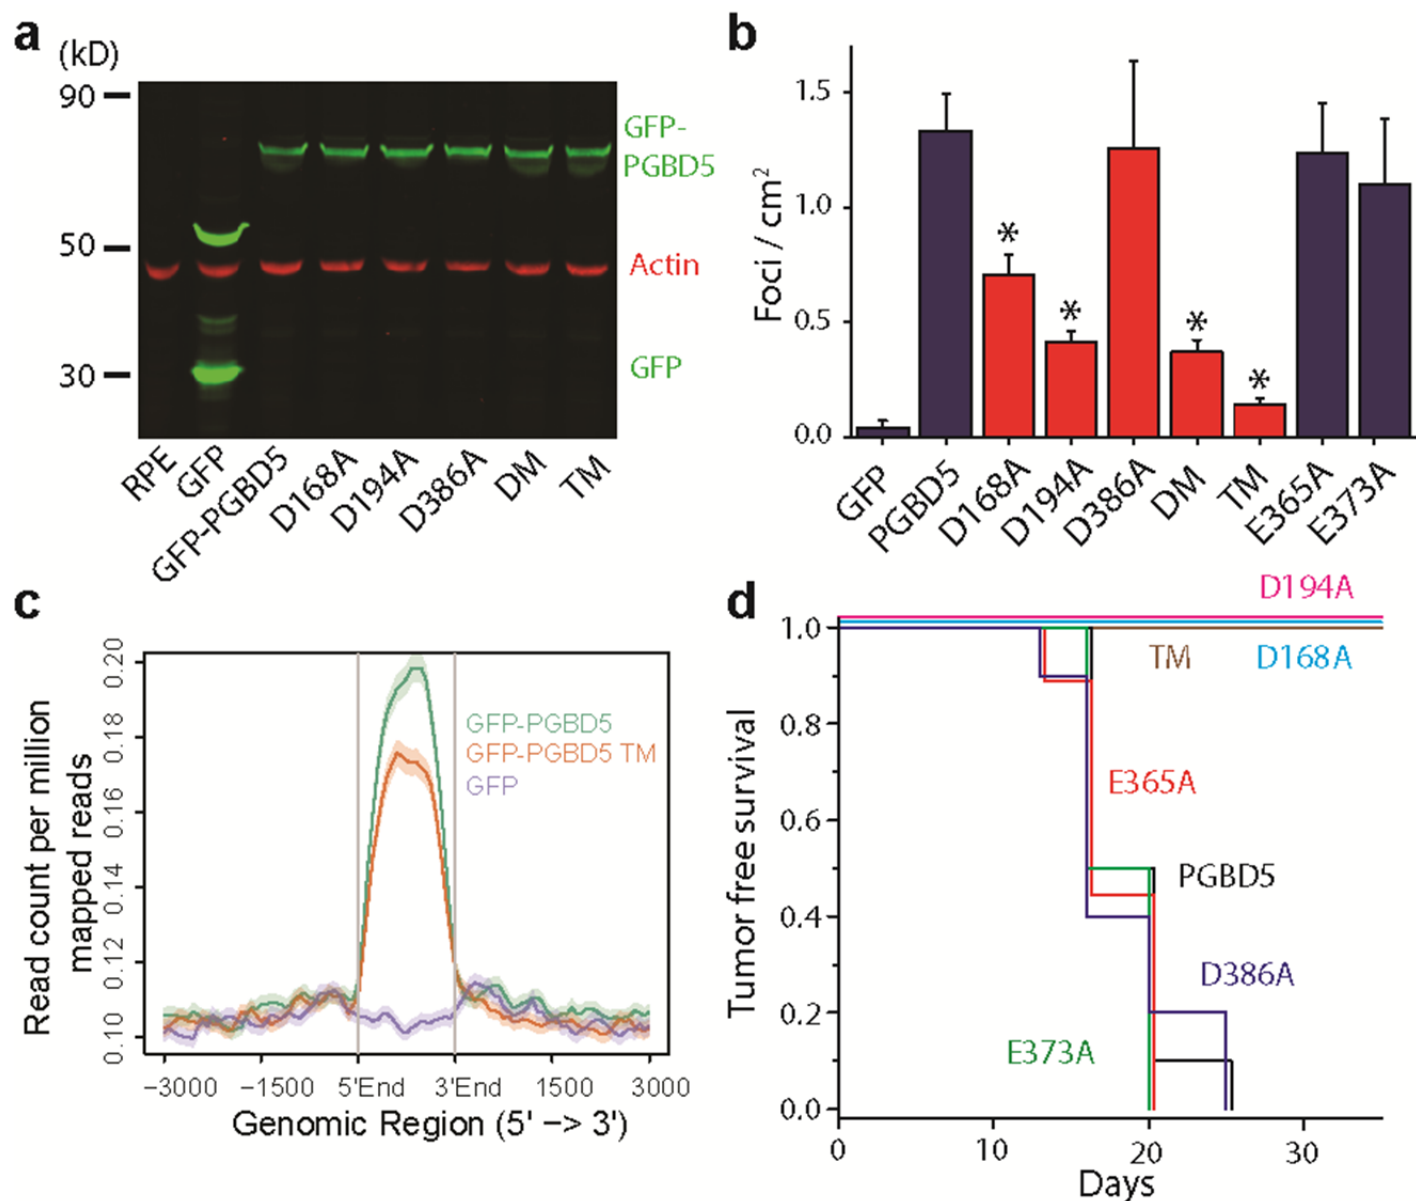 a
(kD)
90
50
30
GFP-
PGBD5
Actin
GFP
RPE
GFP
GFP-PGBD5
D168A
D194A
D386A
DM
TM
b
Foci / cm²
1.5
1.0
0.5
0.0
*
*
*
*
GFP
PGBD5
D168A
D194A
D386A
DM
TM
E365A
E373A
c
Read count per million
mapped reads
0.20
0.18
0.16
0.14
0.12
0.10
GFP-PGBD5
GFP-PGBD5 TM
GFP
−3000
−1500
5'End
3'End
1500
3000
Genomic Region (5' −> 3')
d
Tumor free survival
1.0
0.8
0.6
0.4
0.2
0.0
D194A
TM
D168A
E365A
PGBD5
D386A
E373A
0
10
20
30
Days